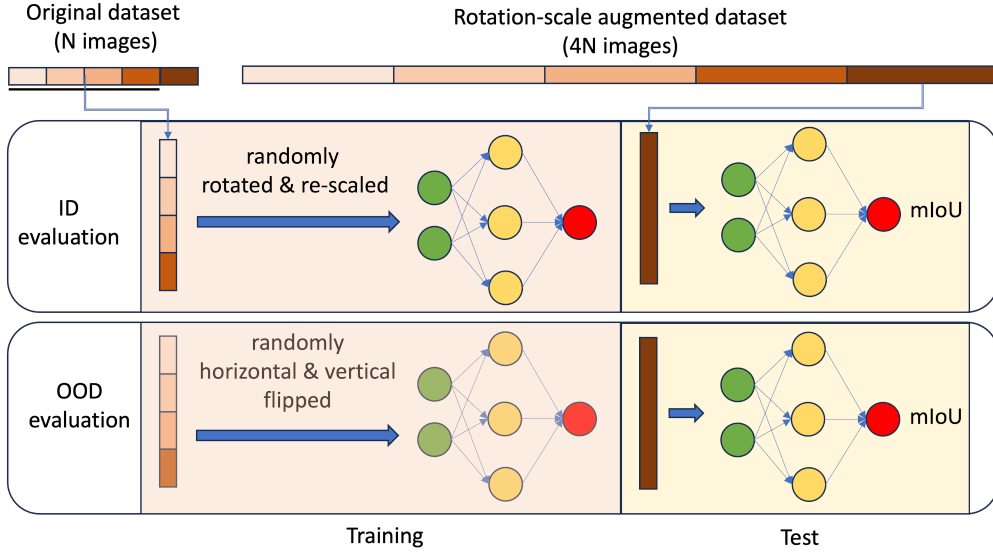 Original dataset
(N images)
Rotation-scale augmented dataset
(4N images)
ID
evaluation
randomly
rotated & re-scaled
mIoU
OOD
evaluation
randomly
horizontal & vertical
flipped
mIoU
Training
Test